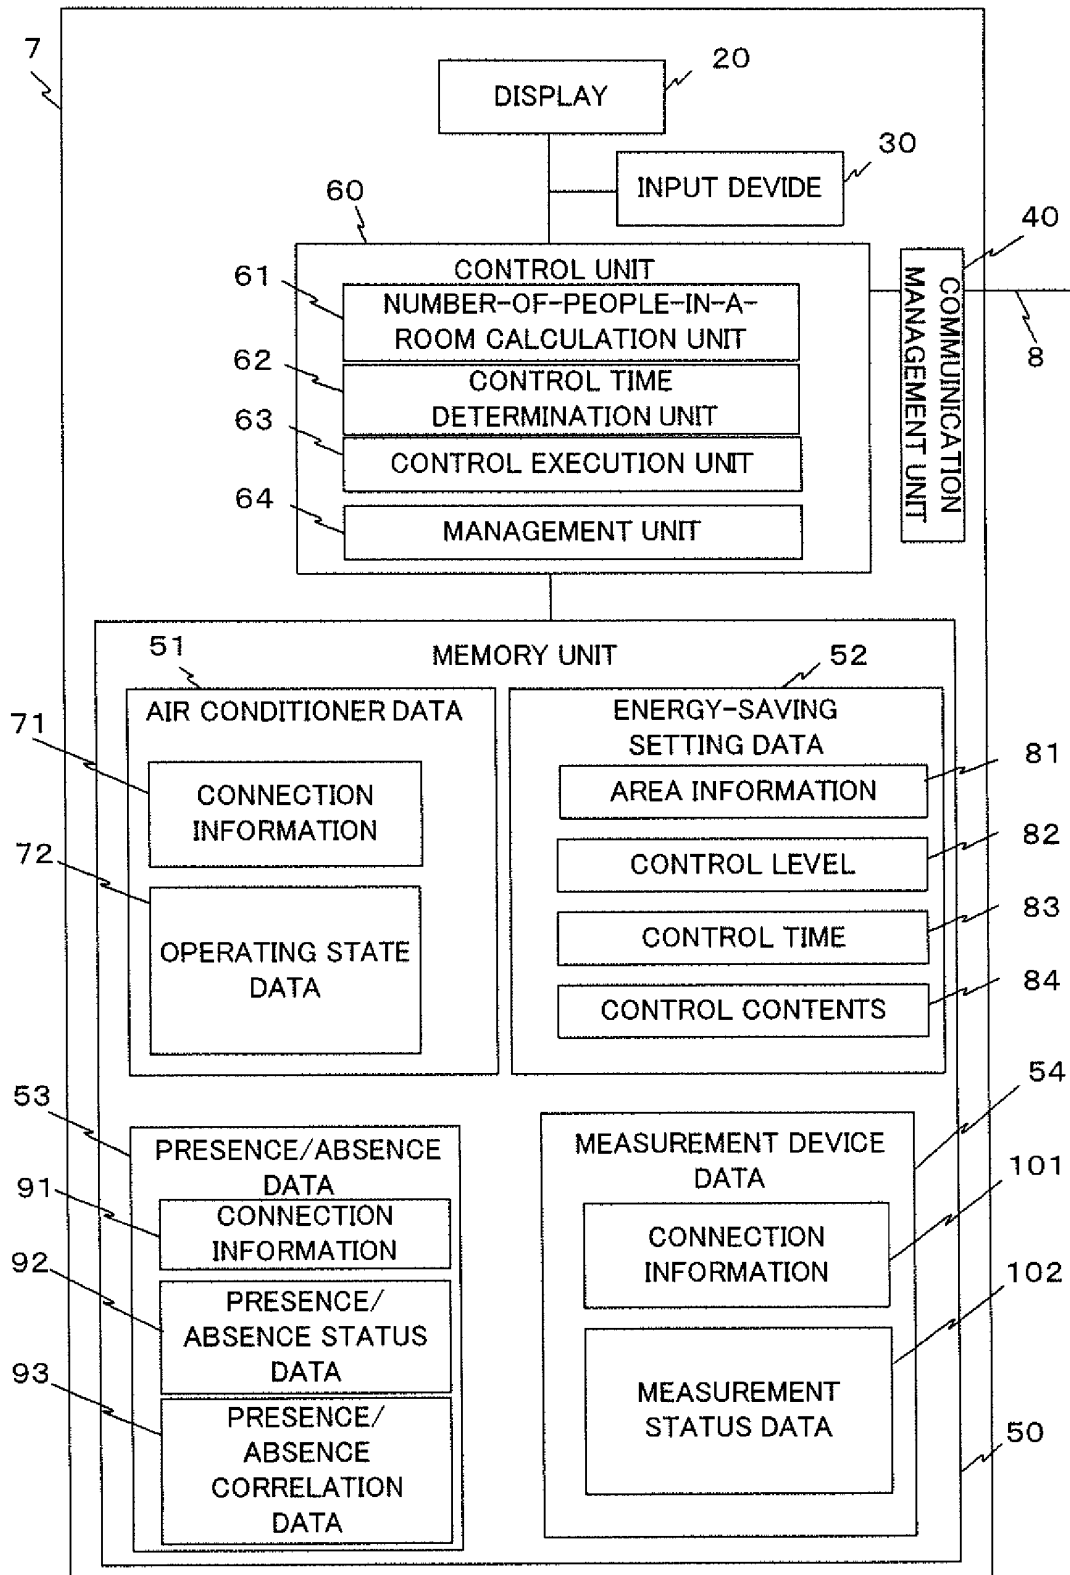 7
20
DISPLAY
30
INPUT DEVIDE
60
40
CONTROL UNIT
COMMUINICATION
MANAGEMENT UNIT
8
61
NUMBER-OF-PEOPLE-IN-A-
ROOM CALCULATION UNIT
62
CONTROL TIME
DETERMINATION UNIT
63
CONTROL EXECUTION UNIT
64
MANAGEMENT UNIT
MEMORY UNIT
51
AIR CONDITIONER DATA
71
CONNECTION
INFORMATION
72
OPERATING STATE
DATA
52
ENERGY-SAVING
SETTING DATA
81
AREA INFORMATION
82
CONTROL LEVEL
83
CONTROL TIME
84
CONTROL CONTENTS
53
PRESENCE/ABSENCE
DATA
91
CONNECTION
INFORMATION
92
PRESENCE/
ABSENCE STATUS
DATA
93
PRESENCE/
ABSENCE
CORRELATION
DATA
54
MEASUREMENT DEVICE
DATA
101
CONNECTION
INFORMATION
102
MEASUREMENT
STATUS DATA
50